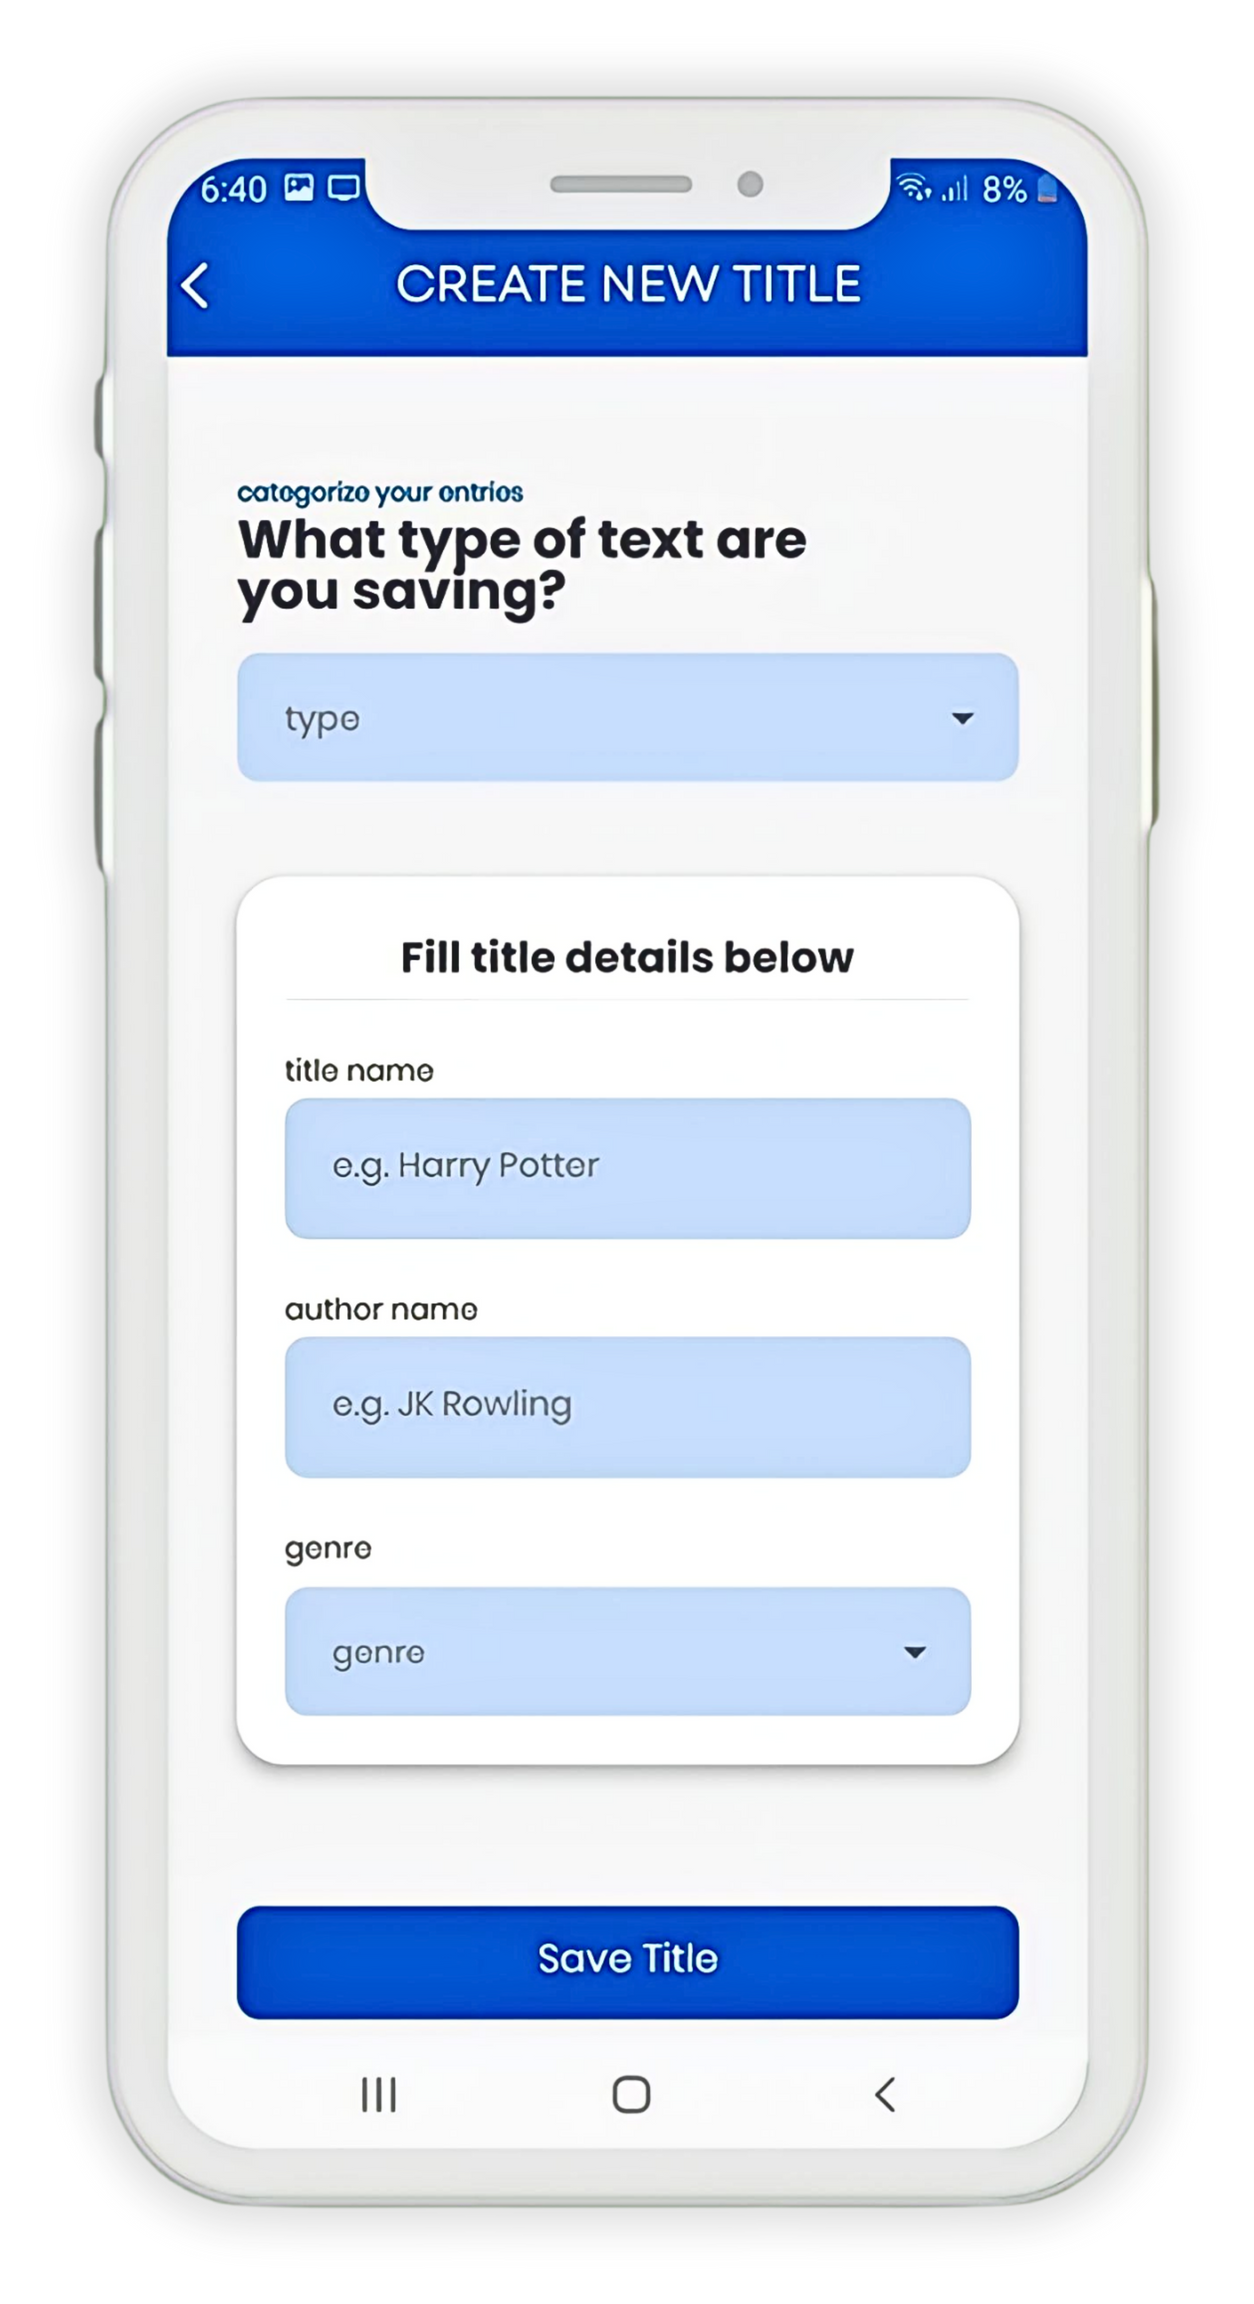 6:40
8%
CREATE NEW TITLE
categorize your entries
What type of text are
you saving?
type
Fill title details below
title name
e.g. Harry Potter
author name
e.g. JK Rowling
genre
genre
Save Title